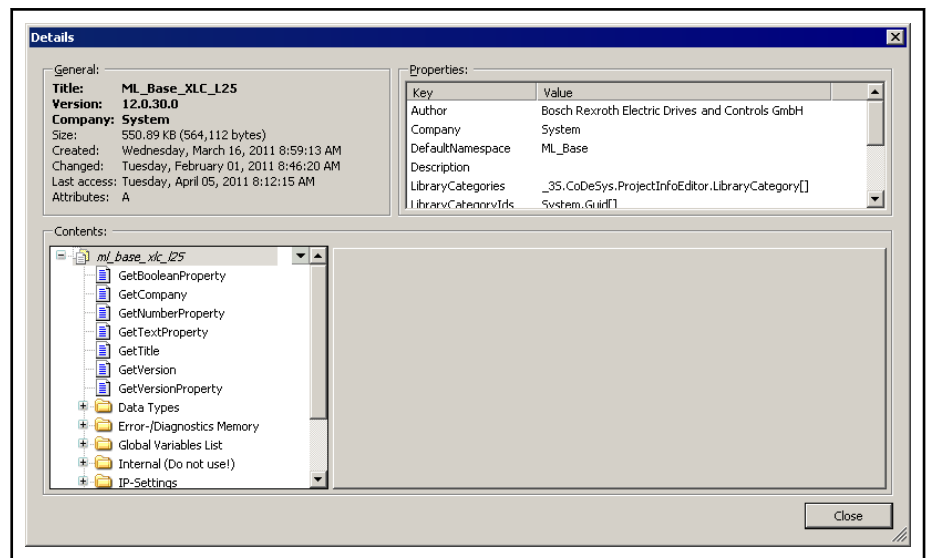 Details
General:
Title: ML_Base_XLC_L25
Version: 12.0.30.0
Company: System
Size: 550.89 KB (564,112 bytes)
Created: Wednesday, March 16, 2011 8:59:13 AM
Changed: Tuesday, February 01, 2011 8:46:20 AM
Last access: Tuesday, April 05, 2011 8:12:15 AM
Attributes: A
Properties:
Key Value
Author Bosch Rexroth Electric Drives and Controls GmbH
Company System
DefaultNamespace ML_Base
Description
LibraryCategories _3S.CoDeSys.ProjectInfoEditor.LibraryCategory[]
LibraryCategoryIds System.Guid[]
Contents:
ml_base_xlc_l25
GetBooleanProperty
GetCompany
GetNumberProperty
GetTextProperty
GetTitle
GetVersion
GetVersionProperty
Data Types
Error-/Diagnostics Memory
Global Variables List
Internal (Do not use!)
IP-Settings
Close